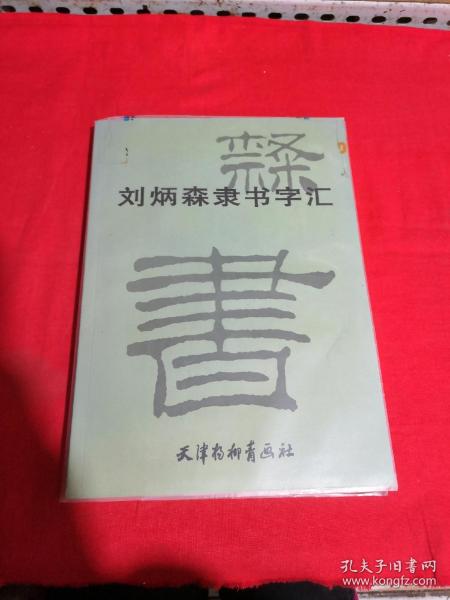 隸
刘炳森隶书字汇
書
天津杨柳青画社
孔夫子旧书网
www.kongfz.com